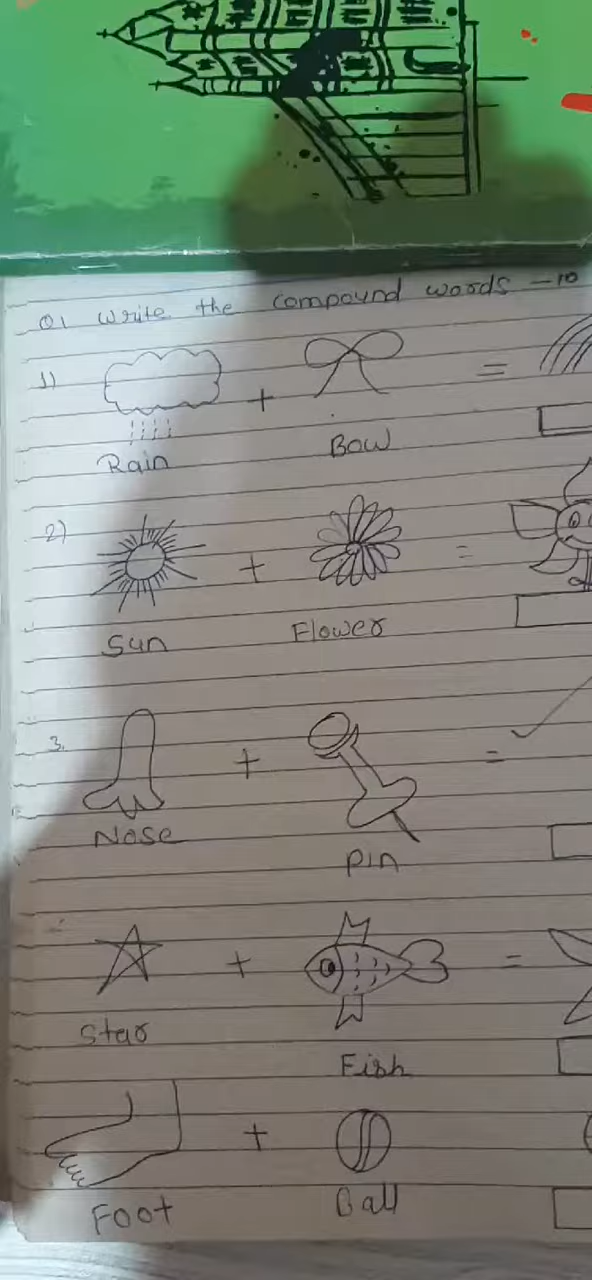 Q1 Write the compound words - 10
1) + =
Rain Bow
2) + =
Sun Flower
3. + =
Nose Pin
+ =
Star Fish
+
Foot Ball